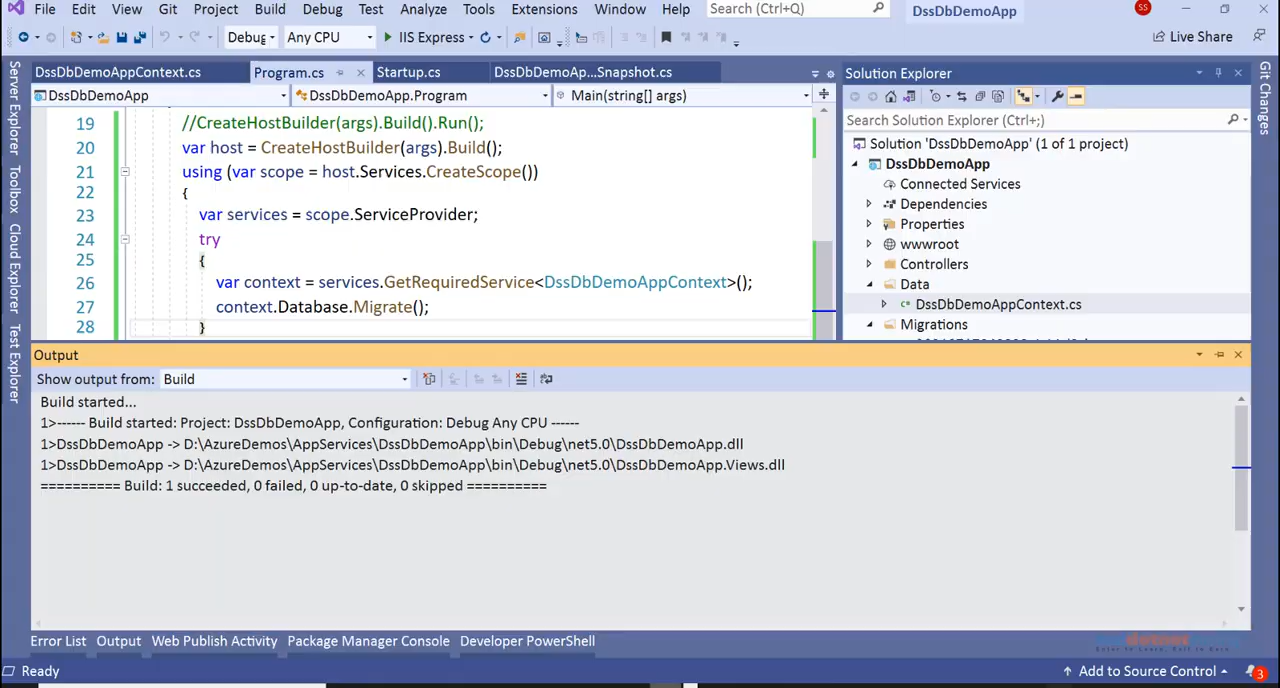 File Edit View Git Project Build Debug Test Analyze Tools Extensions Window Help Search (Ctrl+Q) DssDbDemoApp SS
Debug Any CPU IIS Express Live Share
DssDbDemoAppContext.cs Program.cs Startup.cs DssDbDemoAp...Snapshot.cs
DssDbDemoApp DssDbDemoApp.Program Main(string[] args)
19 //CreateHostBuilder(args).Build().Run();
20 var host = CreateHostBuilder(args).Build();
21 using (var scope = host.Services.CreateScope())
22 {
23 var services = scope.ServiceProvider;
24 try
25 {
26 var context = services.GetRequiredService<DssDbDemoAppContext>();
27 context.Database.Migrate();
28 }
Server Explorer
Toolbox
Cloud Explorer
Test Explorer
Solution Explorer
Search Solution Explorer (Ctrl+;)
Solution 'DssDbDemoApp' (1 of 1 project)
DssDbDemoApp
Connected Services
Dependencies
Properties
wwwroot
Controllers
Data
C# DssDbDemoAppContext.cs
Migrations
Git Changes
Output
Show output from: Build
Build started...
1>------ Build started: Project: DssDbDemoApp, Configuration: Debug Any CPU ------
1>DssDbDemoApp -> D:\AzureDemos\AppServices\DssDbDemoApp\bin\Debug\net5.0\DssDbDemoApp.dll
1>DssDbDemoApp -> D:\AzureDemos\AppServices\DssDbDemoApp\bin\Debug\net5.0\DssDbDemoApp.Views.dll
========== Build: 1 succeeded, 0 failed, 0 up-to-date, 0 skipped ==========
Error List Output Web Publish Activity Package Manager Console Developer PowerShell
Ready Add to Source Control 3